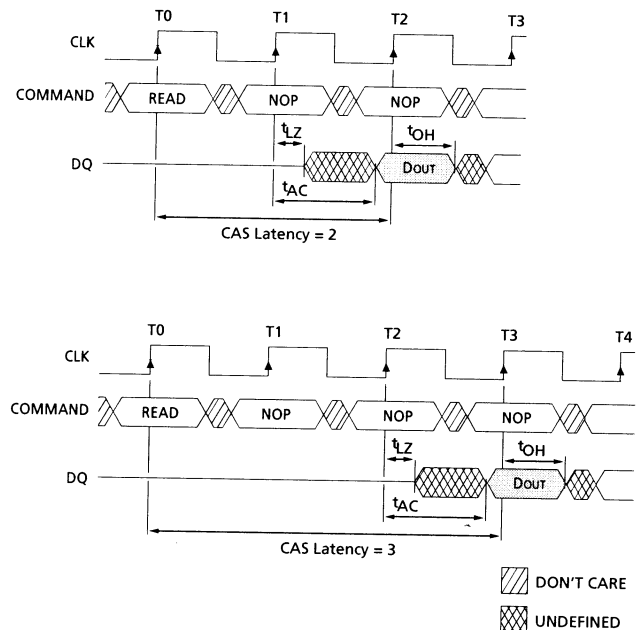 T0 T1 T2 T3
CLK
COMMAND READ NOP NOP
tLZ tOH
DQ DOUT
tAC
CAS Latency = 2
T0 T1 T2 T3 T4
CLK
COMMAND READ NOP NOP NOP
tLZ tOH
DQ DOUT
tAC
CAS Latency = 3
DON'T CARE
UNDEFINED